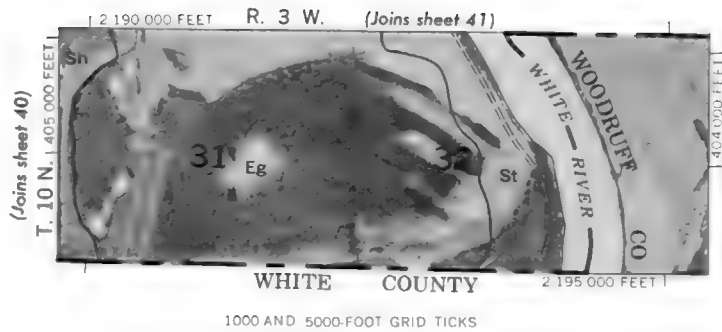 2 190 000 FEET R. 3 W. (Joins sheet 41)
(Joins sheet 40)
T. 10 N.
405 000 FEET
404 000 FEET
Sh
31
Eg
32
St
WHITE RIVER
WOODRUFF CO
WHITE COUNTY
2 195 000 FEET
1000 AND 5000-FOOT GRID TICKS